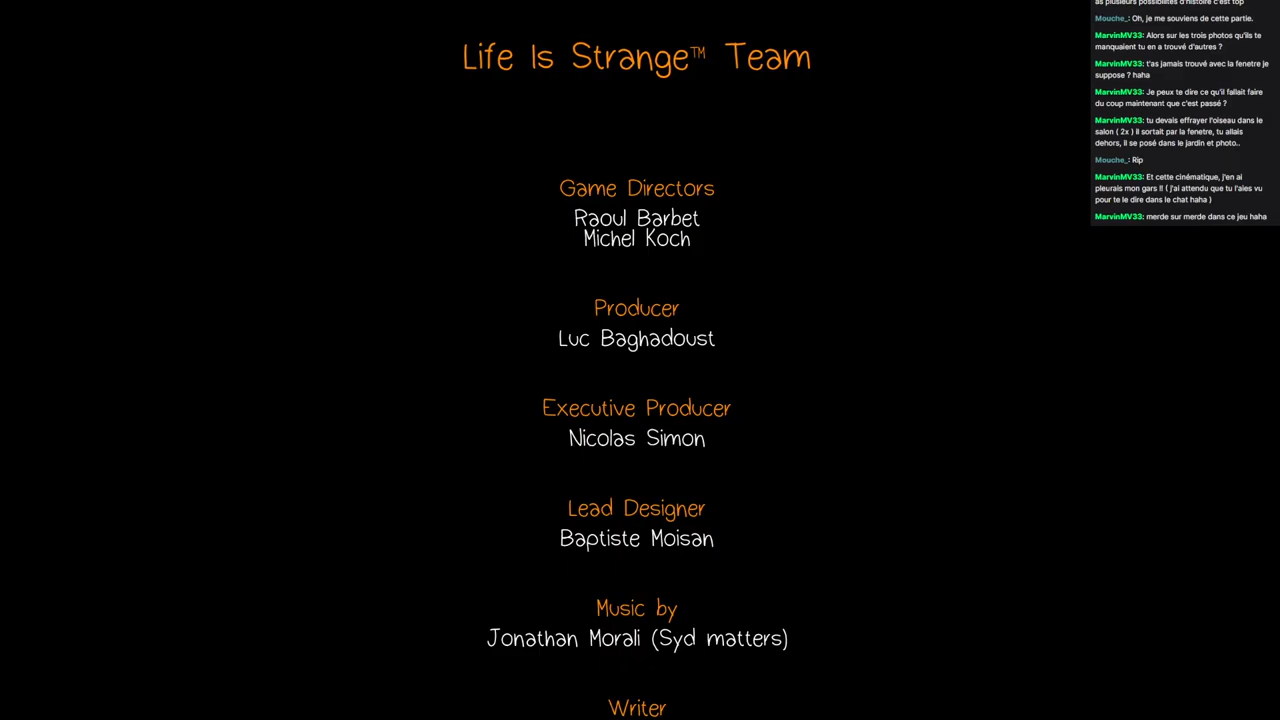 Life Is Strange™ Team
Game Directors
Raoul Barbet
Michel Koch
Producer
Luc Baghadoust
Executive Producer
Nicolas Simon
Lead Designer
Baptiste Moisan
Music by
Jonathan Morali (Syd matters)
Writer
as plusieurs possibilités d'histoire c'est top
Mouche_: Oh, je me souviens de cette partie.
MarvinMV33: Alors sur les trois photos qu'ils te
manquaient tu en a trouvé d'autres ?
MarvinMV33: t'as jamais trouvé avec la fenetre je
suppose ? haha
MarvinMV33: Je peux te dire ce qu'il fallait faire
du coup maintenant que c'est passé ?
MarvinMV33: tu devais effrayer l'oiseau dans le
salon ( 2x ) il sortait par la fenetre, tu allais
dehors, il se posé dans le jardin et photo..
Mouche_: Rip
MarvinMV33: Et cette cinématique, j'en ai
pleurais mon gars !! ( j'ai attendu que tu l'aies vu
pour te le dire dans le chat haha )
MarvinMV33: merde sur merde dans ce jeu haha